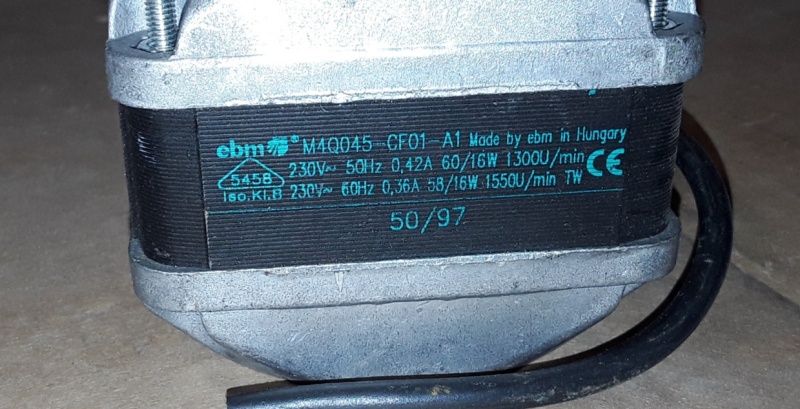 ebm® M4Q045-CF01-A1 Made by ebm in Hungary
230V~ 50Hz 0,42A 60/16W 1300U/min CE
5458
Iso.Kl.B 230V~ 60Hz 0,36A 58/16W 1550U/min TW
50/97